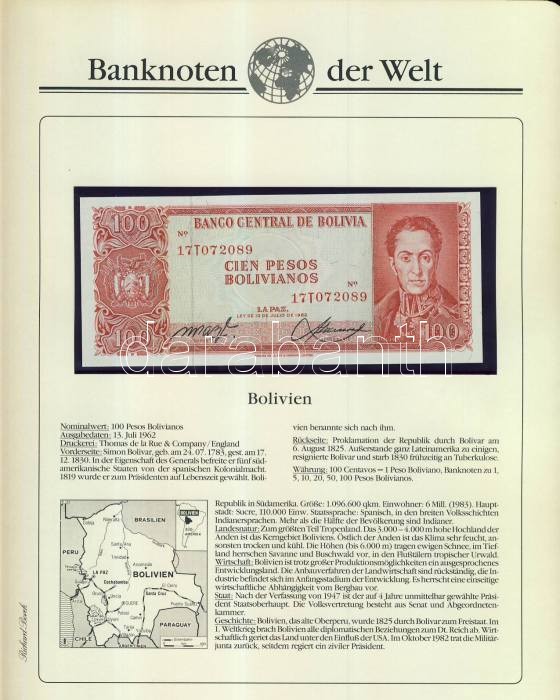 Banknoten der Welt
100
BANCO CENTRAL DE BOLIVIA
Nº
17T072089
CIEN PESOS
BOLIVIANOS
Nº
17T072089
LA PAZ,
LEY DE 13 DE JULIO DE 1962
100
100
darabanth
Bolivien
Nominalwert: 100 Pesos Bolivianos
Ausgabedaten: 13. Juli 1962
Druckerei: Thomas de la Rue & Company/England
Vorderseite: Simon Bolivar, geb. am 24. 07. 1783, gest. am 17.
12. 1830. In der Eigenschaft des Generals befreite er fünf süd-
amerikanische Staaten von der spanischen Kolonialmacht.
1819 wurde er zum Präsidenten auf Lebenszeit gewählt. Boli-
vien benannte sich nach ihm.
Rückseite: Proklamation der Republik durch Bolivar am
6. August 1825. Außerstande ganz Lateinamerika zu einigen,
resignierte Bolivar und starb 1830 frühzeitig an Tuberkulose.
Währung: 100 Centavos = 1 Peso Boliviano, Banknoten zu 1,
5, 10, 20, 50, 100 Pesos Bolivianos.
BRASILIEN
BOLIVIEN
SÜD-
AMERIKA
PERU
Trinidad
LA PAZ
BOLIVIEN
Cochabamba
Santa Cruz
Sucre
PARAGUAY
CHILE
Republik in Südamerika. Größe: 1.096.600 qkm. Einwohner: 6 Mill. (1983). Haupt-
stadt: Sucre, 110.000 Einw. Staatssprache: Spanisch, in den breiten Volksschichten
Indianersprachen. Mehr als die Hälfte der Bevölkerung sind Indianer.
Landesnatur: Zum größten Teil Tropenland. Das 3.000 – 4.000 m hohe Hochland der
Anden ist das Kerngebiet Boliviens. Östlich der Anden ist das Klima sehr feucht, an-
sonsten trocken und kühl. Die Höhen (bis 6.000 m) tragen ewigen Schnee, im Tief-
land herrschen Savanne und Buschwald vor, in den Flußtälern tropischer Urwald.
Wirtschaft: Bolivien ist trotz großer Produktionsmöglichkeiten ein ausgesprochenes
Entwicklungsland. Die Anbauverfahren der Landwirtschaft sind rückständig, die In-
dustrie befindet sich im Anfangsstadium der Entwicklung. Es herrscht eine einseitige
wirtschaftliche Abhängigkeit vom Bergbau vor.
Staat: Nach der Verfassung von 1947 ist der auf 4 Jahre unmittelbar gewählte Präsi-
dent Staatsoberhaupt. Die Volksvertretung besteht aus Senat und Abgeordneten-
kammer.
Geschichte: Bolivien, das alte Oberperu, wurde 1825 durch Bolivar zum Freistaat. Im
1. Weltkrieg brach Bolivien alle diplomatischen Beziehungen zum Dt. Reich ab. Wirt-
schaftlich geriet das Land unter den Einfluß der USA. Im Oktober 1982 trat die Militär-
junta zurück, seitdem regiert ein ziviler Präsident.
Richard Borek